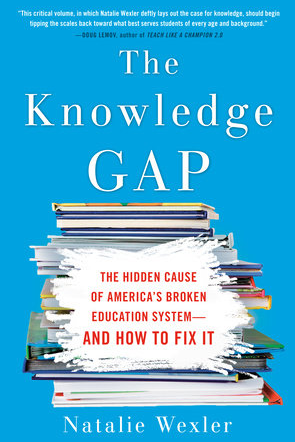 "This critical volume, in which Natalie Wexler deftly lays out the case for knowledge, should begin
tipping the scales back toward what best serves students of every age and background."
—DOUG LEMOV, author of TEACH LIKE A CHAMPION 2.0
The
Knowledge
GAP
THE HIDDEN CAUSE
OF AMERICA'S BROKEN
EDUCATION SYSTEM—
AND HOW TO FIX IT
Natalie Wexler